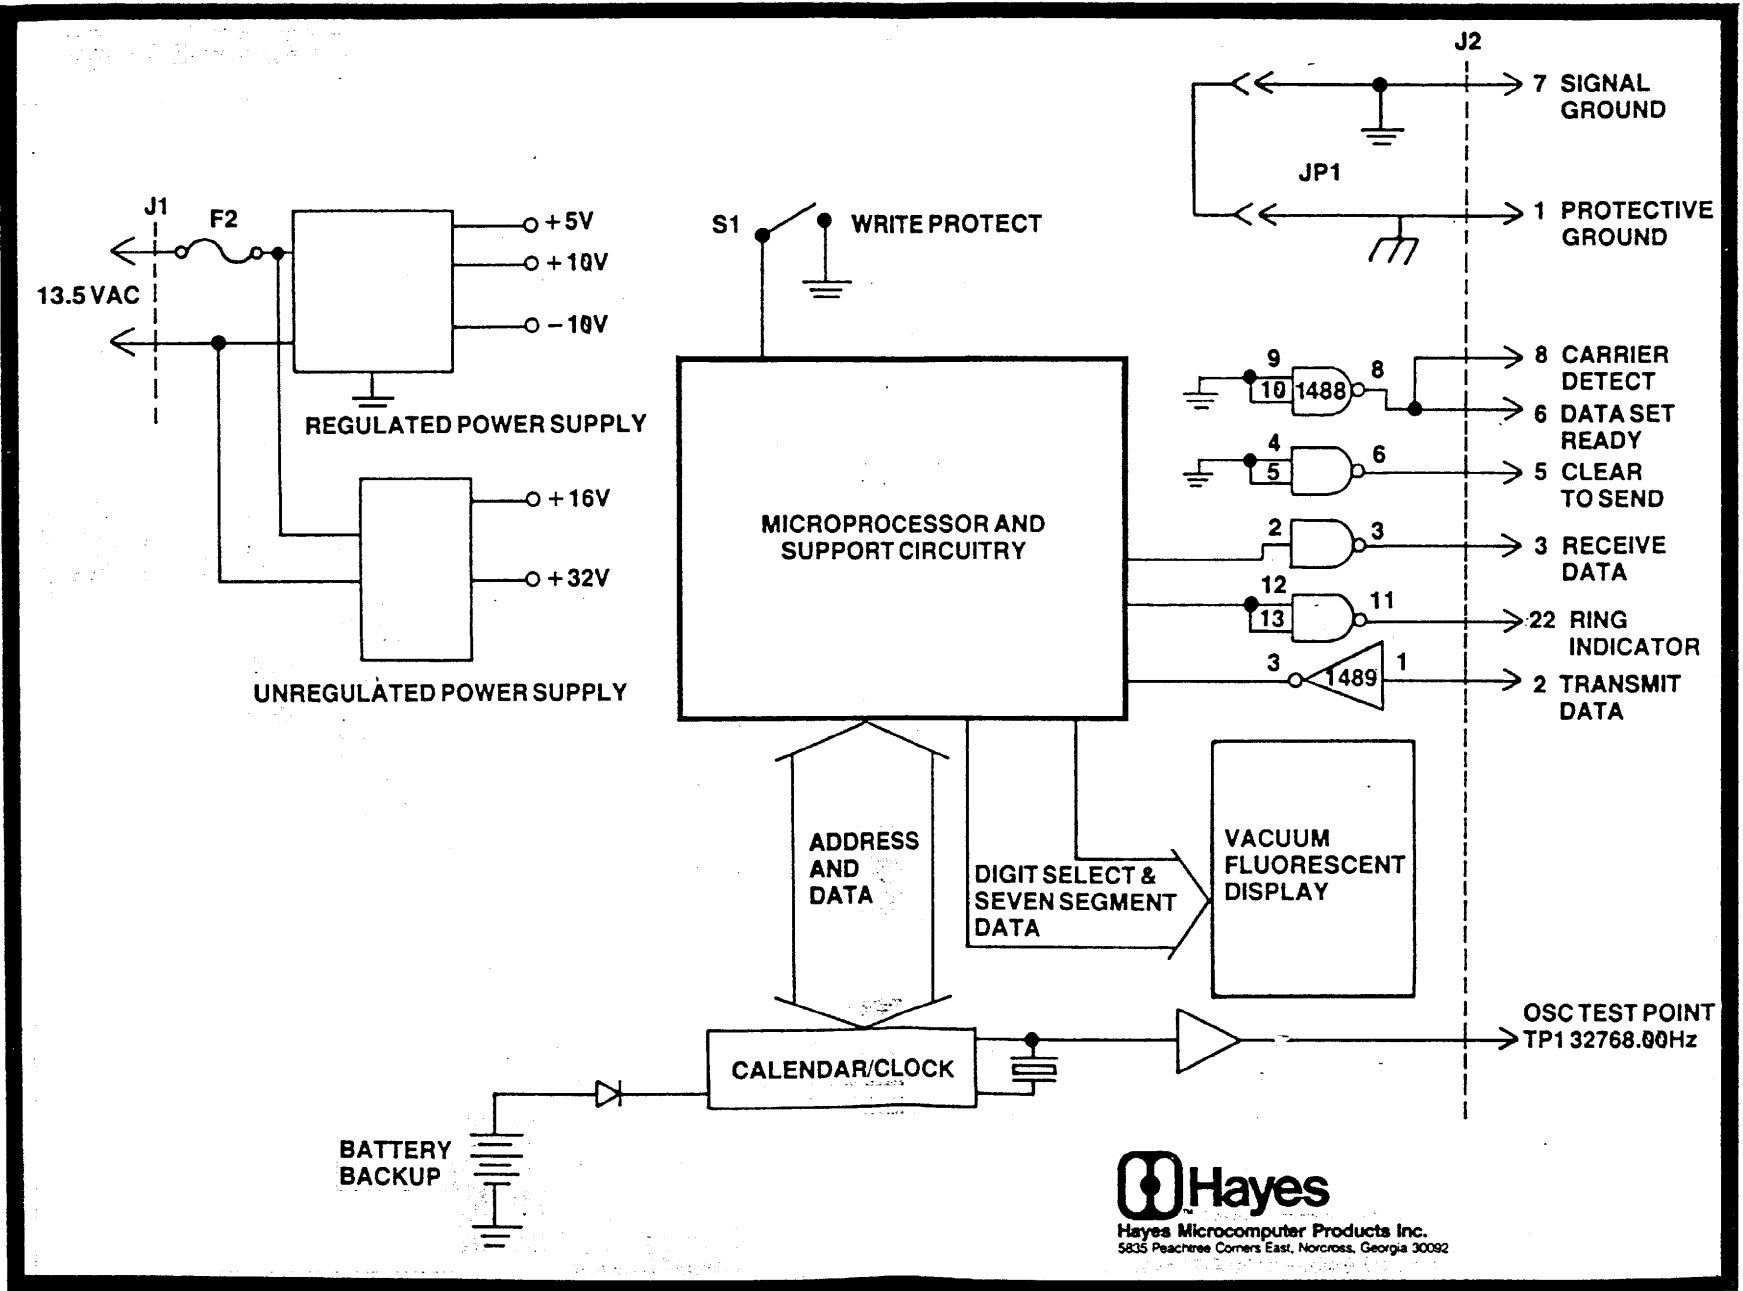 J2
7 SIGNAL
GROUND
JP1
1 PROTECTIVE
GROUND
J1
F2
13.5 VAC
+5V
+10V
-10V
REGULATED POWER SUPPLY
+16V
+32V
UNREGULATED POWER SUPPLY
S1
WRITE PROTECT
MICROPROCESSOR AND
SUPPORT CIRCUITRY
9
10
1488
8
8 CARRIER
DETECT
6 DATA SET
READY
4
5
6
5 CLEAR
TO SEND
2
3
3 RECEIVE
DATA
12
13
11
22 RING
INDICATOR
3
1489
1
2 TRANSMIT
DATA
ADDRESS
AND
DATA
DIGIT SELECT &
SEVEN SEGMENT
DATA
VACUUM
FLUORESCENT
DISPLAY
OSC TEST POINT
TP1 32768.00Hz
CALENDAR/CLOCK
BATTERY
BACKUP
Hayes
TM
Hayes Microcomputer Products Inc.
5835 Peachtree Corners East, Norcross, Georgia 30092